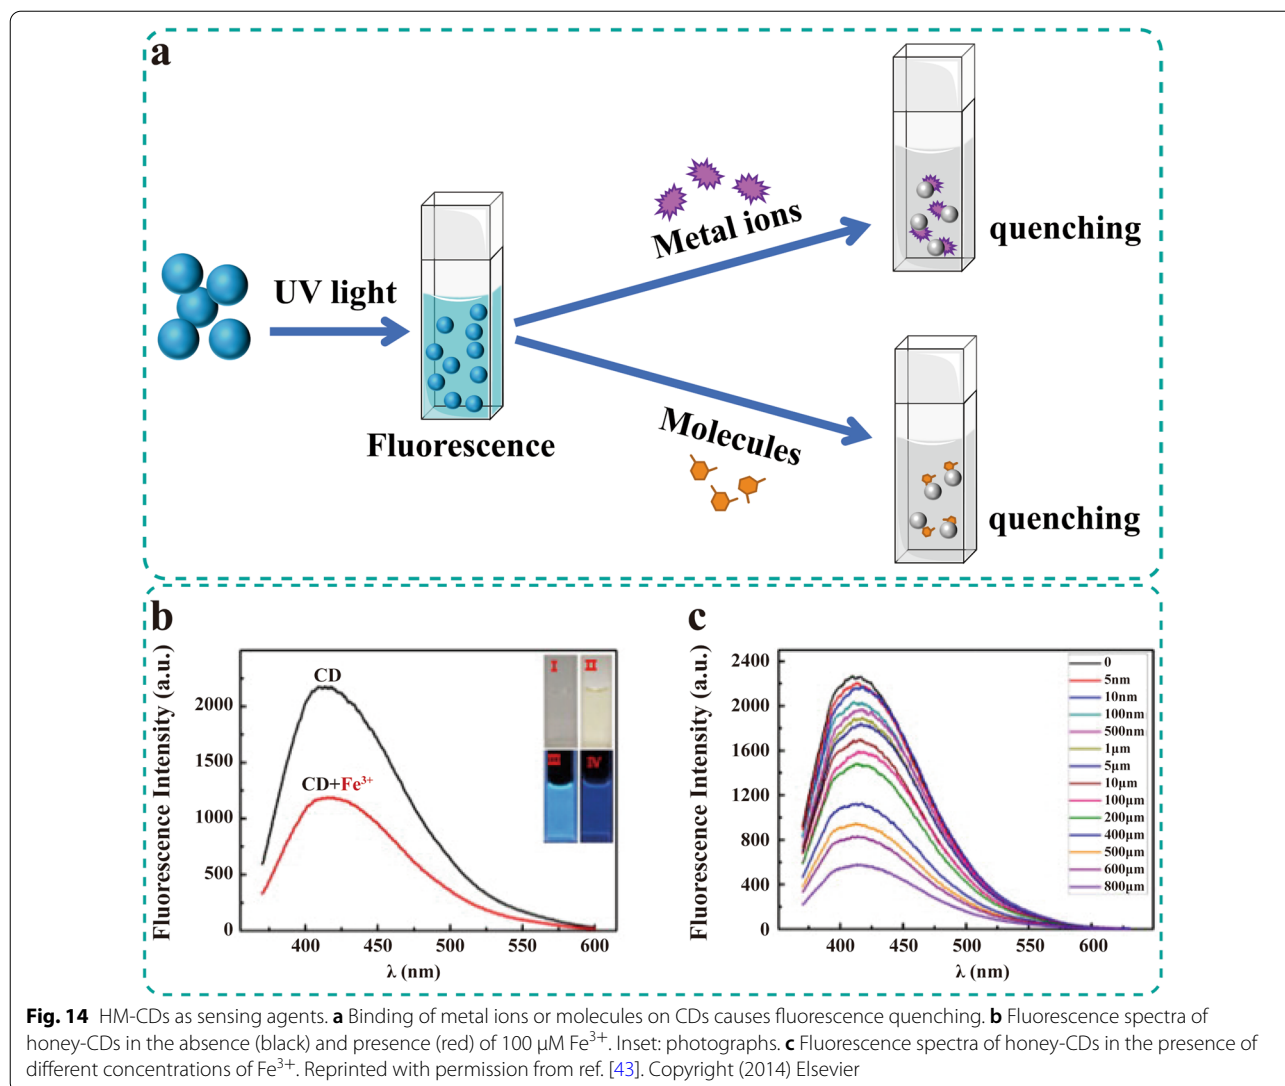 a
Metal ions
quenching
UV light
Fluorescence
Molecules
quenching
b
Fluorescence Intensity (a.u.)
2000
1500
1000
500
0
CD
CD+Fe³⁺
I
II
III
IV
400
450
500
550
600
λ (nm)
c
Fluorescence Intensity (a.u.)
2400
2000
1600
1200
800
400
0
0
5nm
10nm
100nm
500nm
1μm
5μm
10μm
100μm
200μm
400μm
500μm
600μm
800μm
400
450
500
550
600
λ (nm)
Fig. 14 HM-CDs as sensing agents. a Binding of metal ions or molecules on CDs causes fluorescence quenching. b Fluorescence spectra of
honey-CDs in the absence (black) and presence (red) of 100 μM Fe³⁺. Inset: photographs. c Fluorescence spectra of honey-CDs in the presence of
different concentrations of Fe³⁺. Reprinted with permission from ref. [43]. Copyright (2014) Elsevier